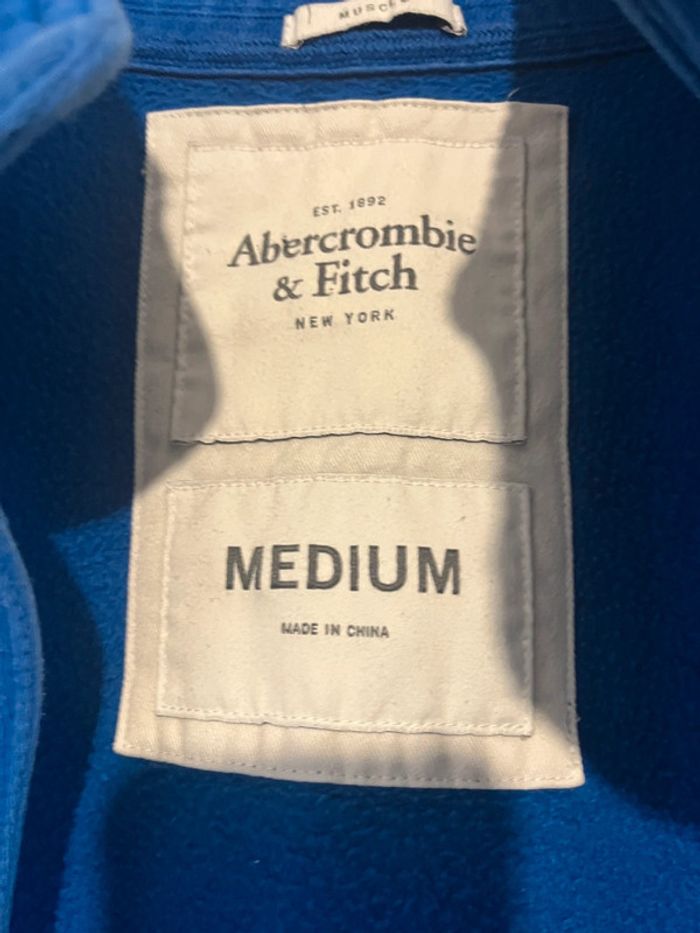 EST. 1892
Abercrombie
& Fitch
NEW YORK
MEDIUM
MADE IN CHINA